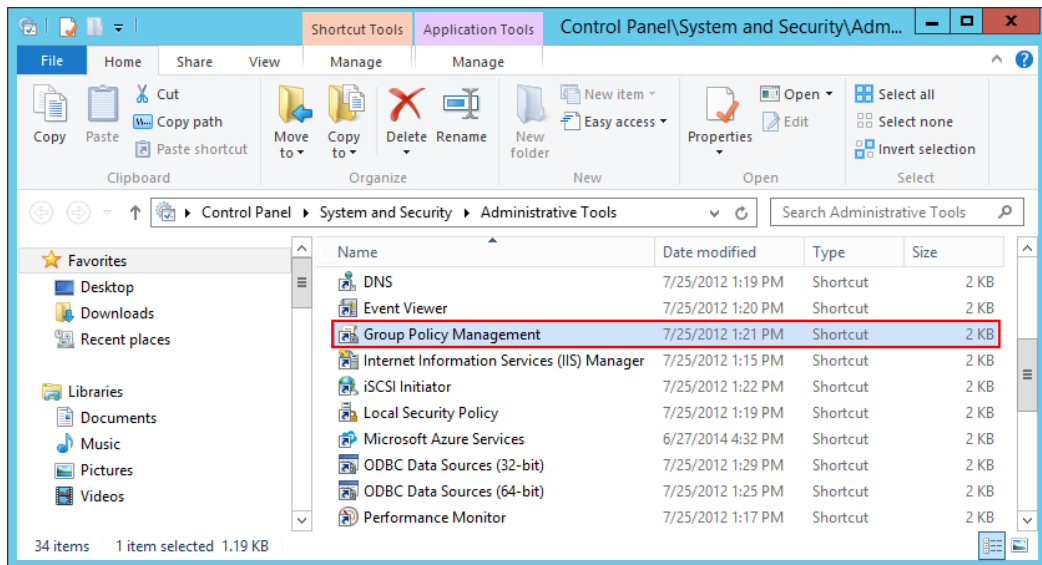 Shortcut Tools Application Tools Control Panel\System and Security\Adm...
File Home Share View Manage Manage
Copy Paste Cut Copy path Paste shortcut
Move to Copy to Delete Rename New folder
New item Easy access
Properties Open Edit
Select all Select none Invert selection
Clipboard Organize New Open Select
Control Panel System and Security Administrative Tools Search Administrative Tools
Favorites
Desktop
Downloads
Recent places
Libraries
Documents
Music
Pictures
Videos
Name Date modified Type Size
DNS 7/25/2012 1:19 PM Shortcut 2 KB
Event Viewer 7/25/2012 1:20 PM Shortcut 2 KB
Group Policy Management 7/25/2012 1:21 PM Shortcut 2 KB
Internet Information Services (IIS) Manager 7/25/2012 1:15 PM Shortcut 2 KB
iSCSI Initiator 7/25/2012 1:22 PM Shortcut 2 KB
Local Security Policy 7/25/2012 1:19 PM Shortcut 2 KB
Microsoft Azure Services 6/27/2014 4:32 PM Shortcut 2 KB
ODBC Data Sources (32-bit) 7/25/2012 1:29 PM Shortcut 2 KB
ODBC Data Sources (64-bit) 7/25/2012 1:25 PM Shortcut 2 KB
Performance Monitor 7/25/2012 1:17 PM Shortcut 2 KB
34 items 1 item selected 1.19 KB